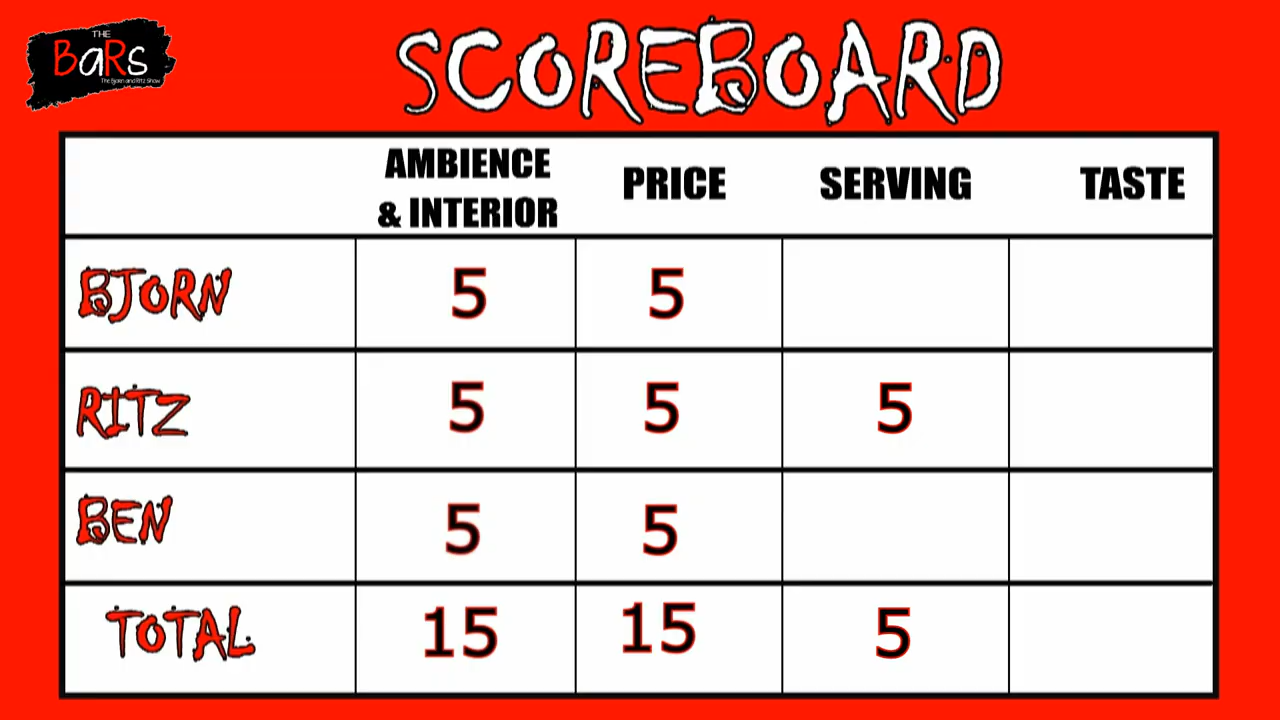 THE
BaRs
The Bjorn and Ritz Show
SCOREBOARD
AMBIENCE
& INTERIOR
PRICE
SERVING
TASTE
BJORN 5 5
RITZ 5 5 5
BEN 5 5
TOTAL 15 15 5